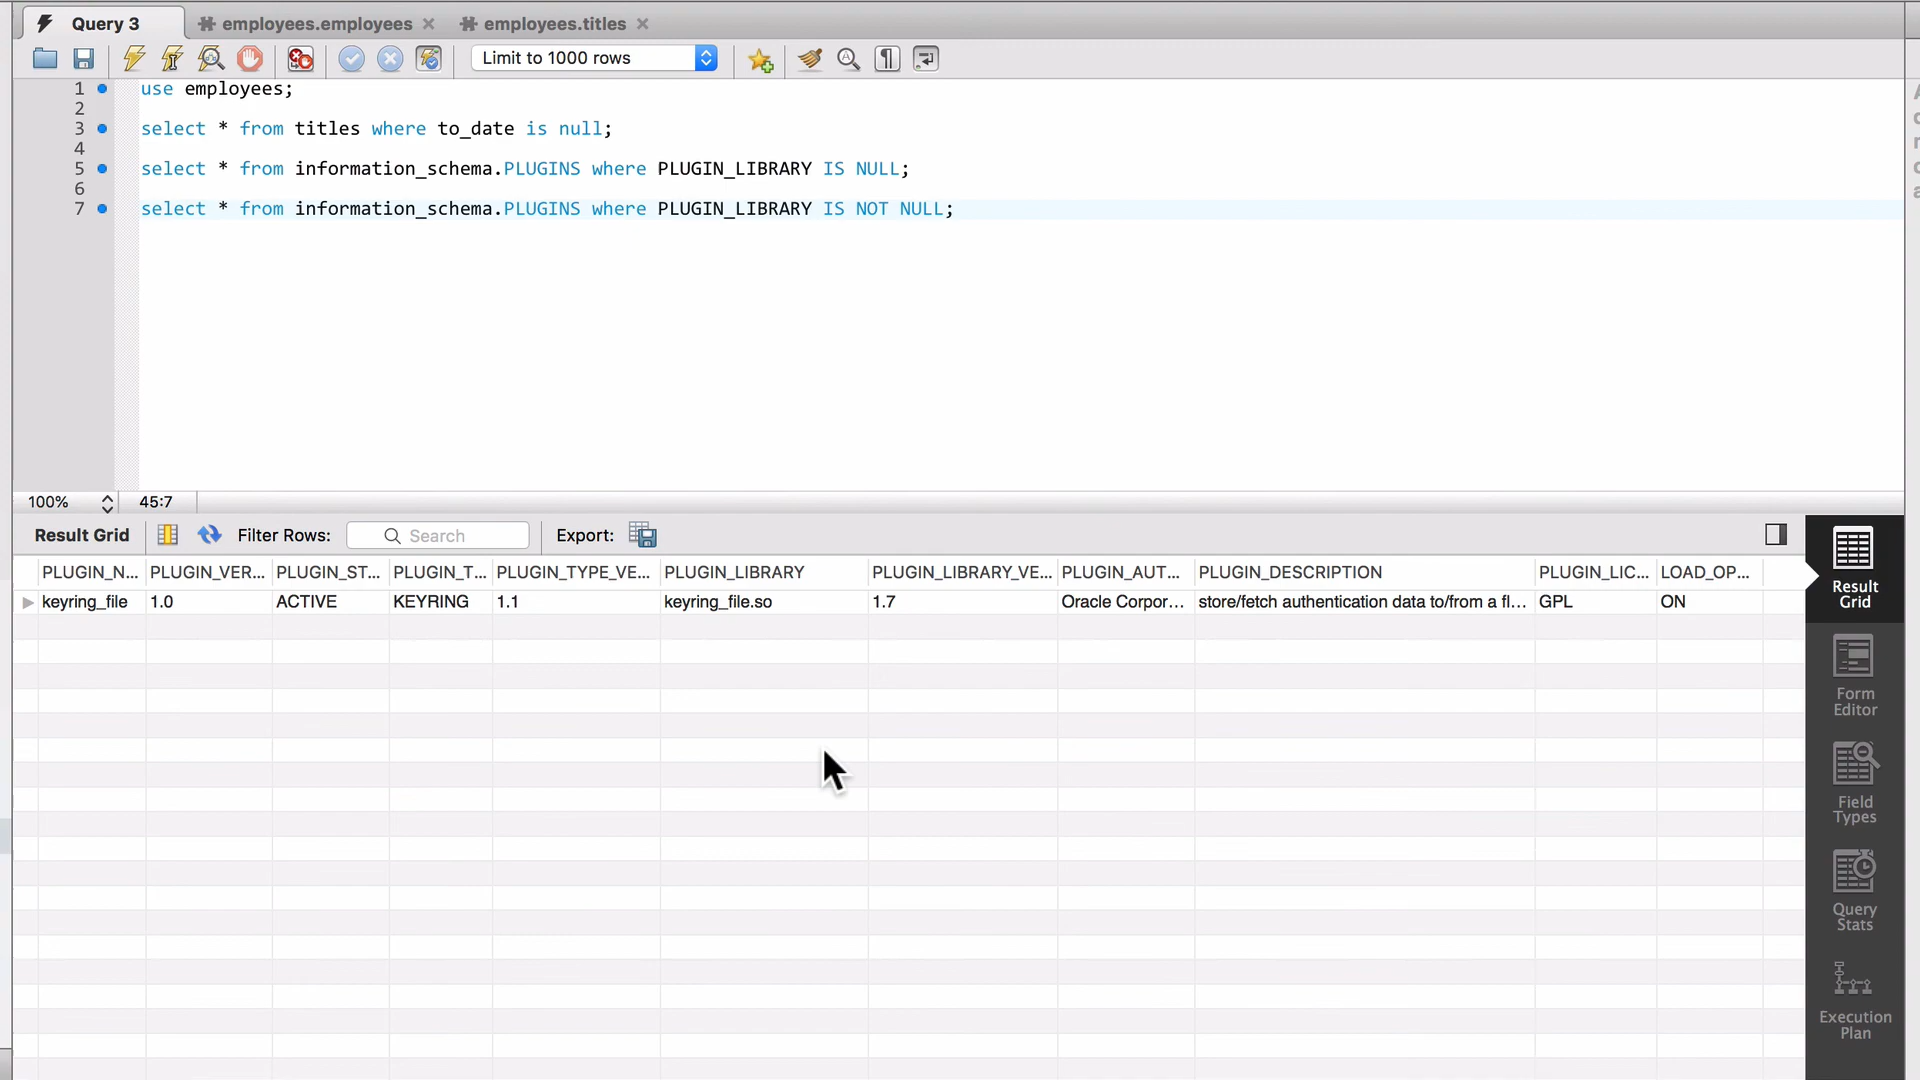 Query 3 employees.employees employees.titles
Limit to 1000 rows
1 use employees;
2
3 select * from titles where to_date is null;
4
5 select * from information_schema.PLUGINS where PLUGIN_LIBRARY IS NULL;
6
7 select * from information_schema.PLUGINS where PLUGIN_LIBRARY IS NOT NULL;
100% 45:7
Result Grid Filter Rows: Search Export:
PLUGIN_N... PLUGIN_VER... PLUGIN_ST... PLUGIN_T... PLUGIN_TYPE_VE... PLUGIN_LIBRARY PLUGIN_LIBRARY_VE... PLUGIN_AUT... PLUGIN_DESCRIPTION PLUGIN_LIC... LOAD_OP...
keyring_file 1.0 ACTIVE KEYRING 1.1 keyring_file.so 1.7 Oracle Corpor... store/fetch authentication data to/from a fl... GPL ON
Result
Grid
Form
Editor
Field
Types
Query
Stats
Execution
Plan